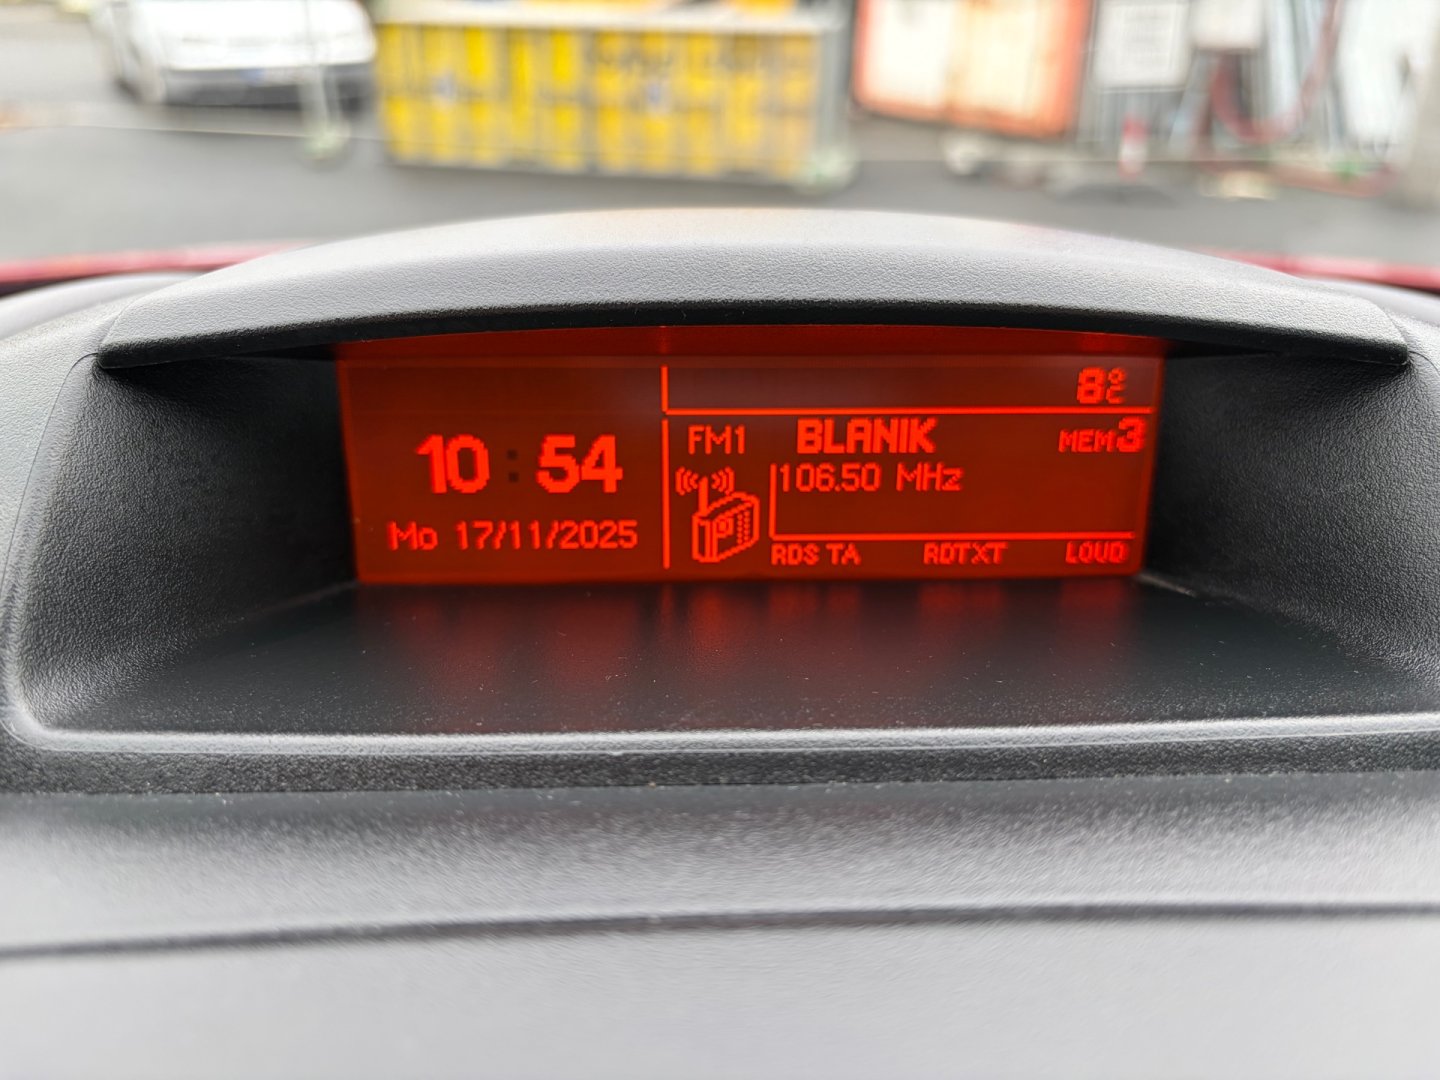 8°C
10:54
Mo 17/11/2025
FM1 BLANIK MEM3
106.50 MHz
RDS TA RDTXT LOUD